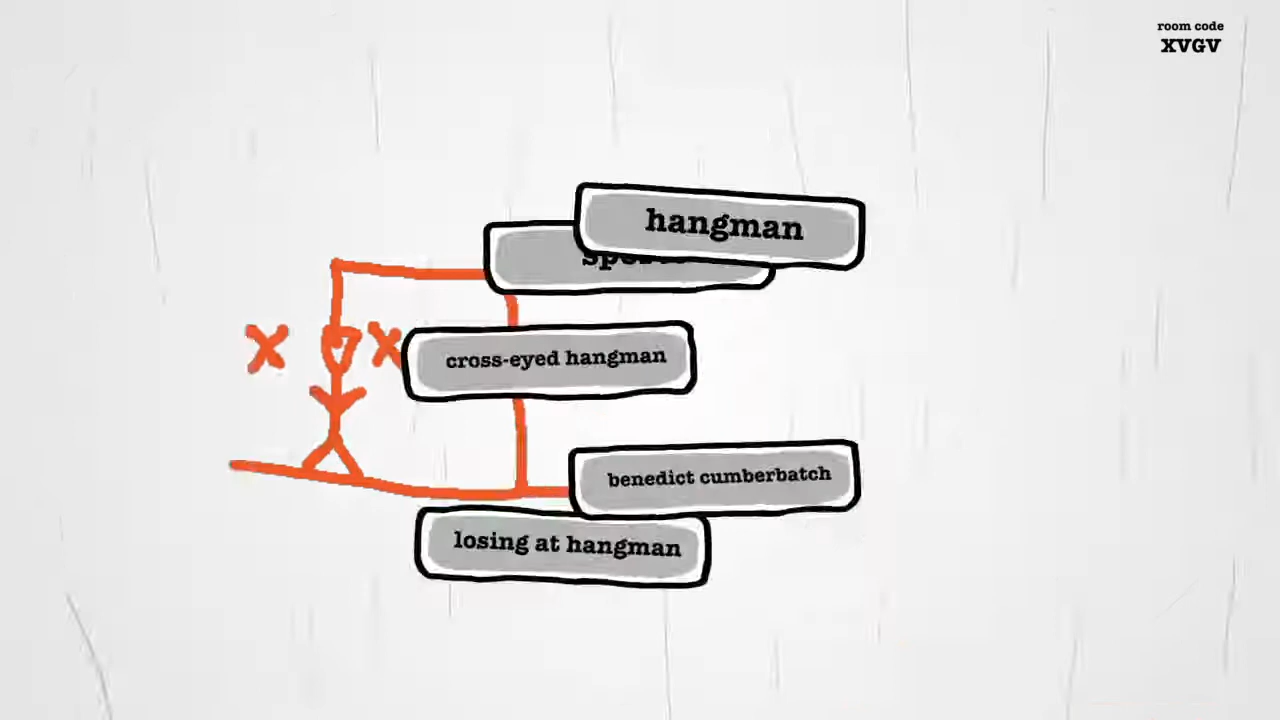 room code
XVGV
hangman
cross-eyed hangman
benedict cumberbatch
losing at hangman